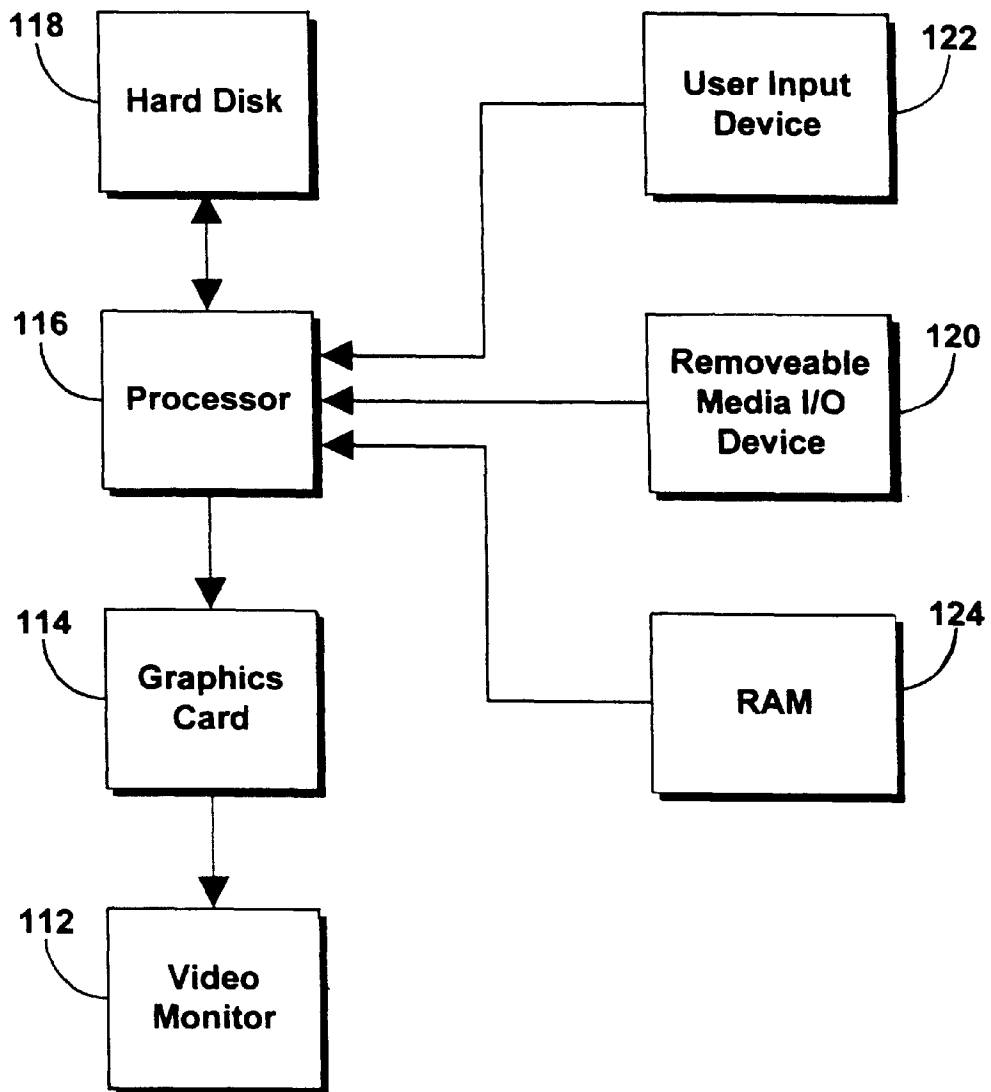 118
Hard Disk
122
User Input
Device
116
Processor
120
Removeable
Media I/O
Device
114
Graphics
Card
124
RAM
112
Video
Monitor